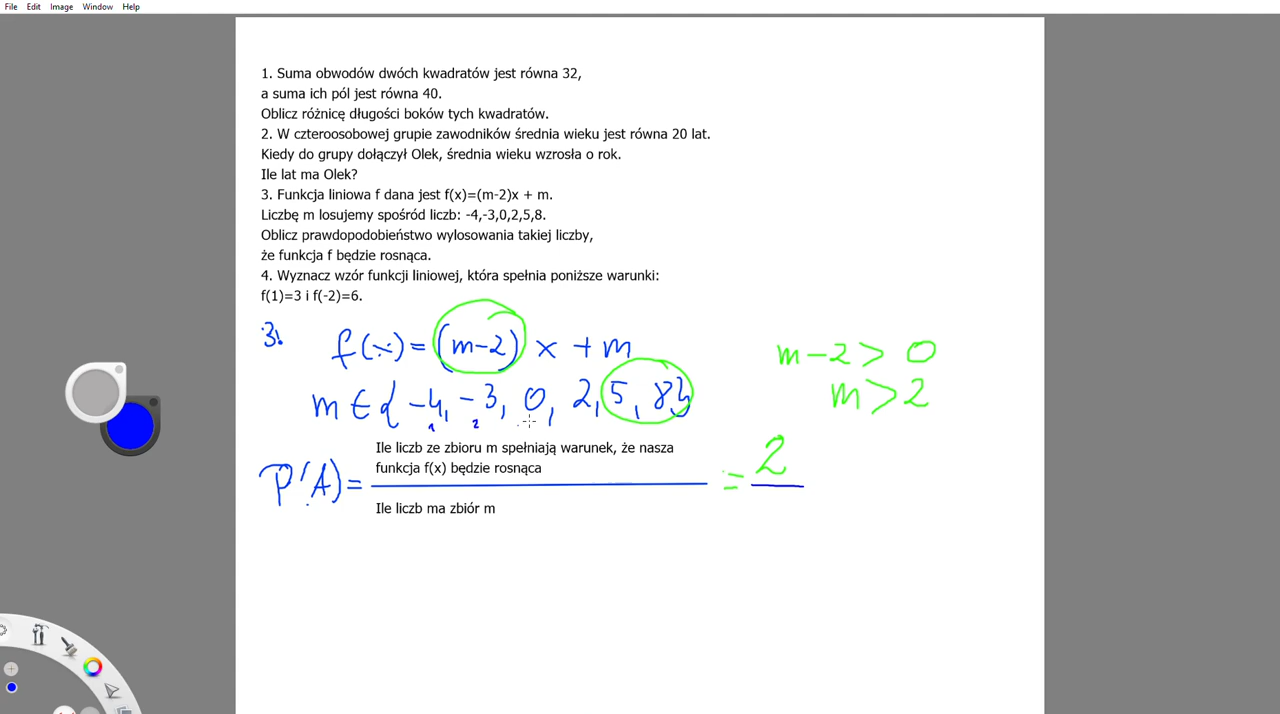 File Edit Image Window Help
1. Suma obwodów dwóch kwadratów jest równa 32,
a suma ich pól jest równa 40.
Oblicz różnicę długości boków tych kwadratów.
2. W czteroosobowej grupie zawodników średnia wieku jest równa 20 lat.
Kiedy do grupy dołączył Olek, średnia wieku wzrosła o rok.
Ile lat ma Olek?
3. Funkcja liniowa f dana jest f(x)=(m-2)x + m.
Liczbę m losujemy spośród liczb: -4,-3,0,2,5,8.
Oblicz prawdopodobieństwo wylosowania takiej liczby,
że funkcja f będzie rosnąca.
4. Wyznacz wzór funkcji liniowej, która spełnia poniższe warunki:
f(1)=3 i f(-2)=6.
3. f(x)=(m-2)x+m
m-2>0
m∈{-4,-3,0,2,5,8}
m>2
1 2
Ile liczb ze zbioru m spełniają warunek, że nasza
funkcja f(x) będzie rosnąca
P(A)= = 2
Ile liczb ma zbiór m